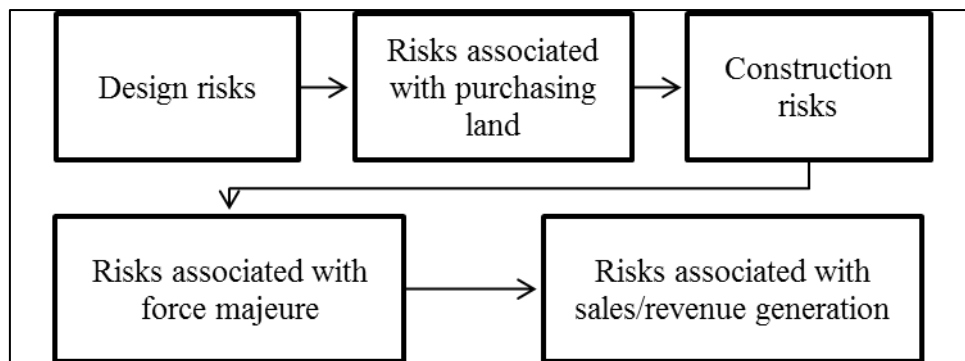 Design risks
Risks associated
with purchasing
land
Construction
risks
Risks associated with
force majeure
Risks associated with
sales/revenue generation